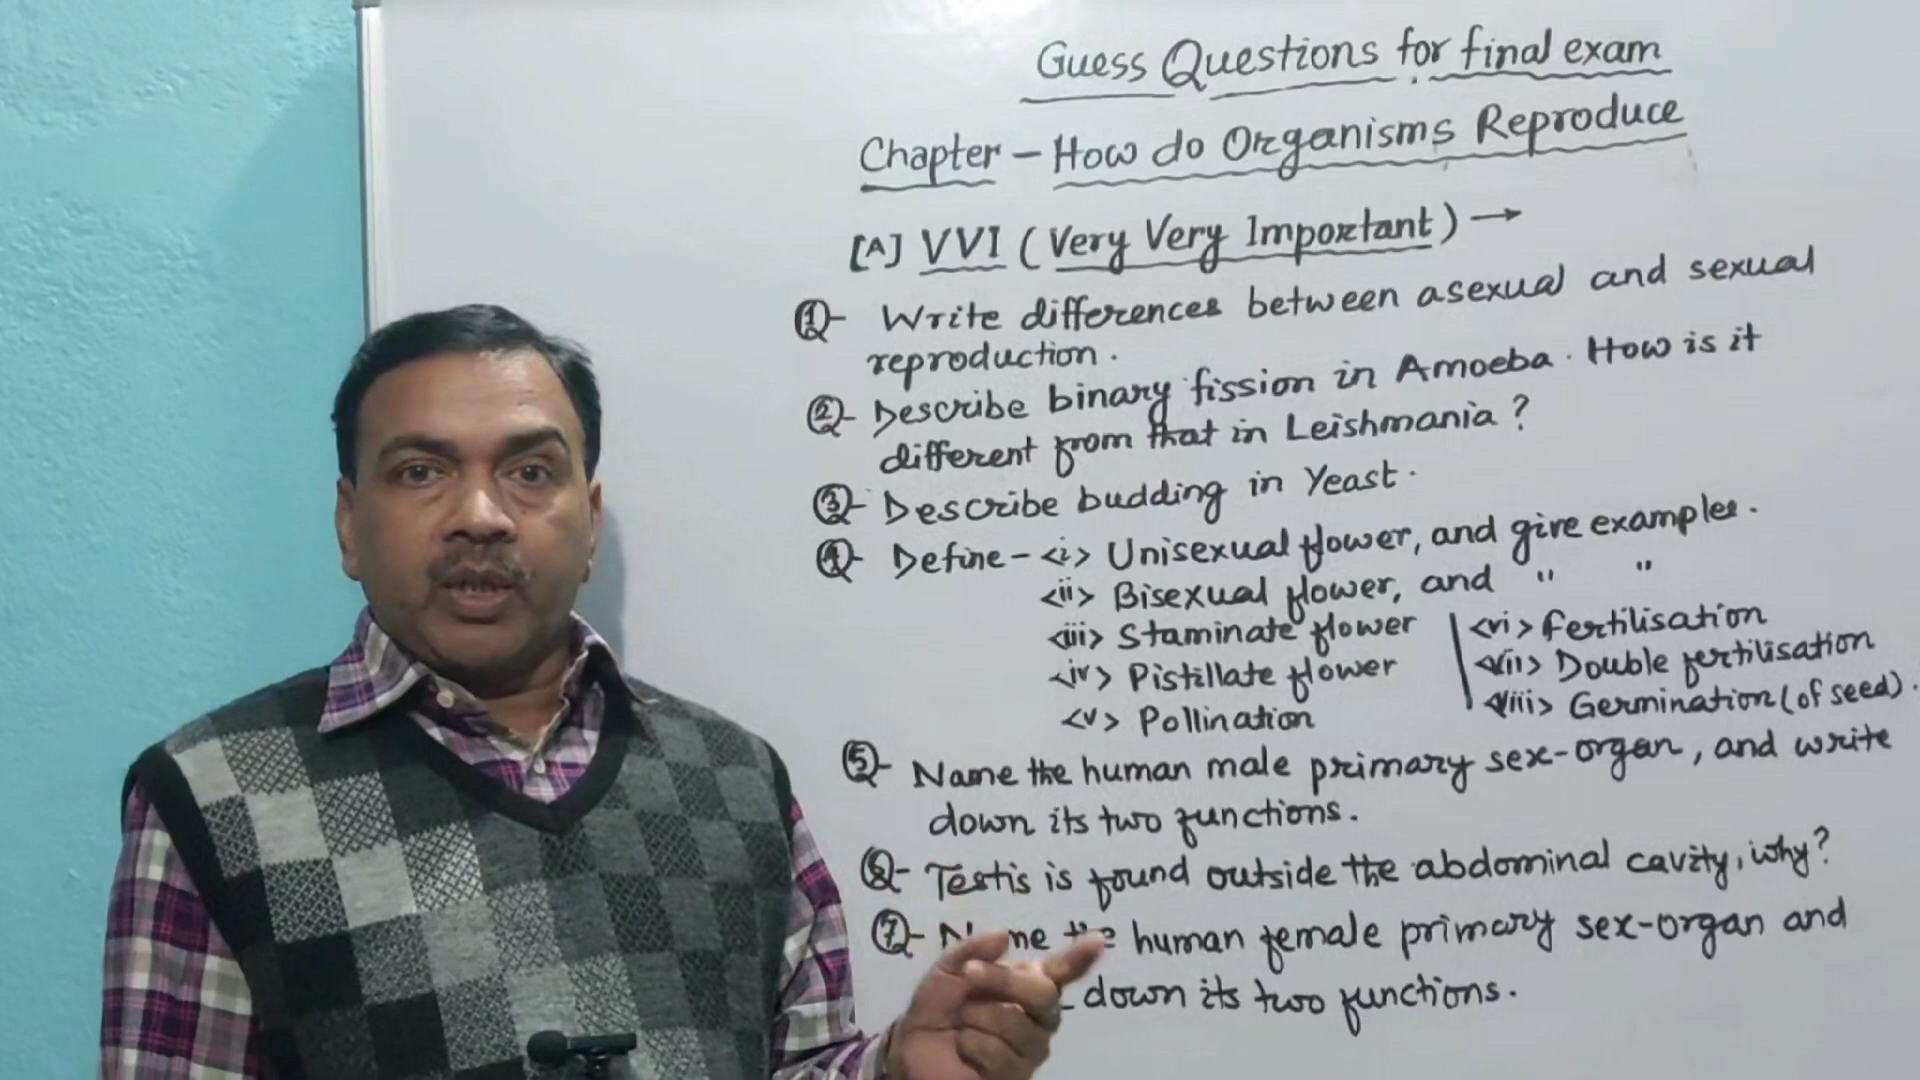 Guess Questions for final exam
Chapter - How do Organisms Reproduce
[A] VVI (Very Very Important) →
Q1- Write differences between asexual and sexual
reproduction.
Q2- Describe binary fission in Amoeba. How is it
different from that in Leishmania?
Q3- Describe budding in Yeast.
Q4- Define - <i> Unisexual flower, and give examples.
<ii> Bisexual flower, and " "
<iii> Staminate flower
<iv> Pistillate flower
<v> Pollination
<vi> Fertilisation
<vii> Double fertilisation
<viii> Germination (of seed).
Q5- Name the human male primary sex-organ, and write
down its two functions.
Q6- Testis is found outside the abdominal cavity, why?
Q7- Name the human female primary sex-organ and
down its two functions.